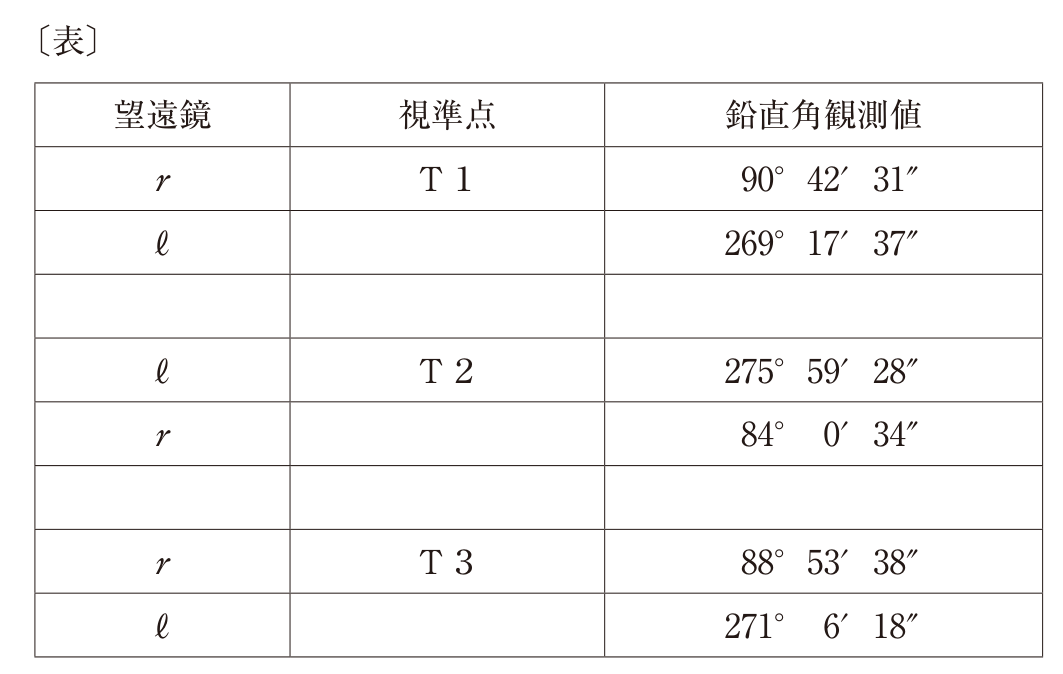 〔表〕
望遠鏡 視準点 鉛直角観測値
r T 1 90° 42′ 31″
ℓ 269° 17′ 37″
ℓ T 2 275° 59′ 28″
r 84° 0′ 34″
r T 3 88° 53′ 38″
ℓ 271° 6′ 18″